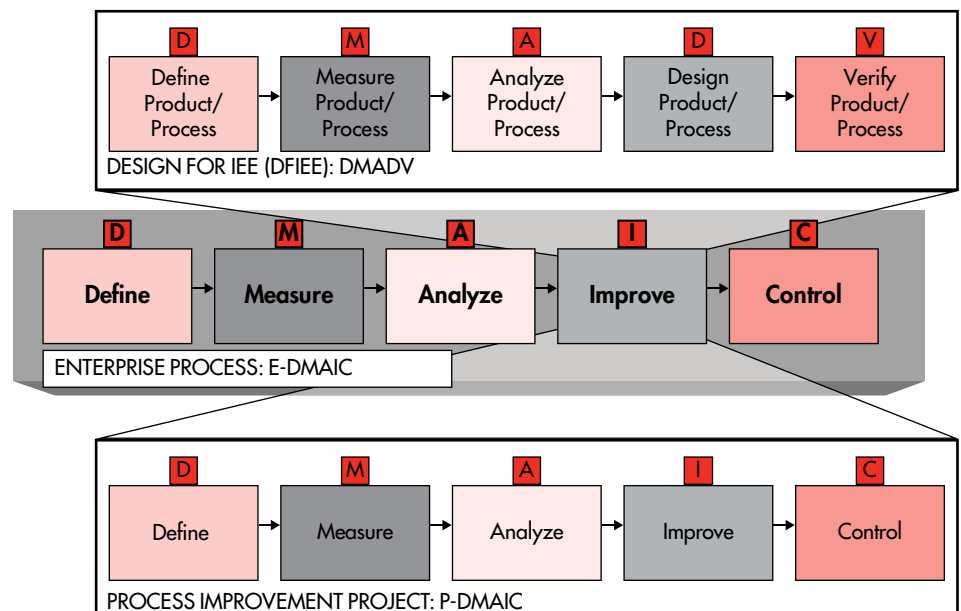 D M A D V
Define Measure Analyze Design Verify
Product/ Product/ Product/ Product/ Product/
Process Process Process Process Process
DESIGN FOR IEE (DFIEE): DMADV
D M A I C
Define Measure Analyze Improve Control
ENTERPRISE PROCESS: E-DMAIC
D M A I C
Define Measure Analyze Improve Control
PROCESS IMPROVEMENT PROJECT: P-DMAIC